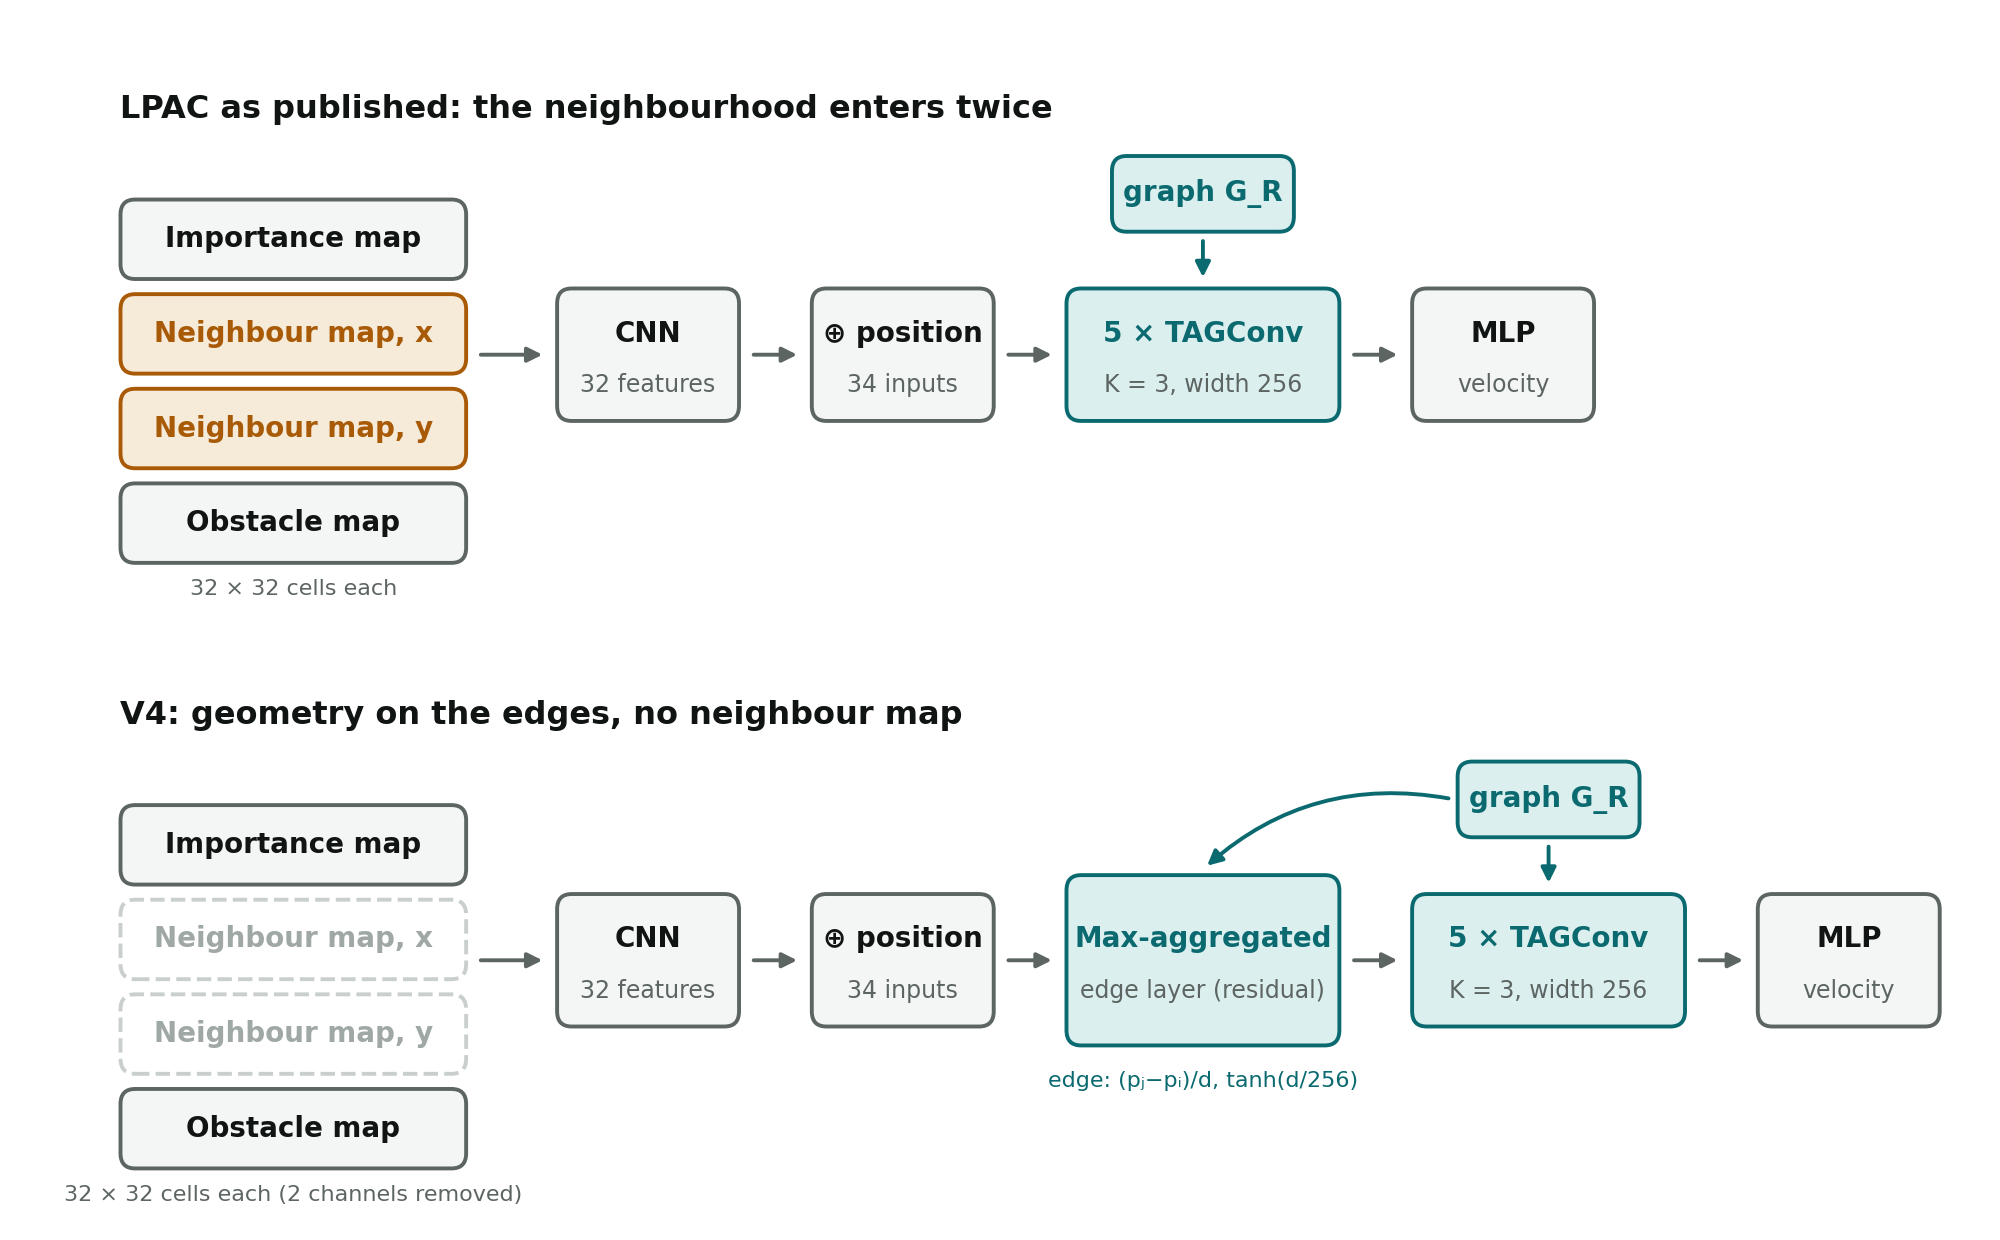 LPAC as published: the neighbourhood enters twice
graph G_R
Importance map
Neighbour map, x
Neighbour map, y
Obstacle map
32 × 32 cells each
CNN
32 features
⊕ position
34 inputs
5 × TAGConv
K = 3, width 256
MLP
velocity
V4: geometry on the edges, no neighbour map
graph G_R
Importance map
Neighbour map, x
Neighbour map, y
Obstacle map
32 × 32 cells each (2 channels removed)
CNN
32 features
⊕ position
34 inputs
Max-aggregated
edge layer (residual)
edge: (pⱼ−pᵢ)/d, tanh(d/256)
5 × TAGConv
K = 3, width 256
MLP
velocity